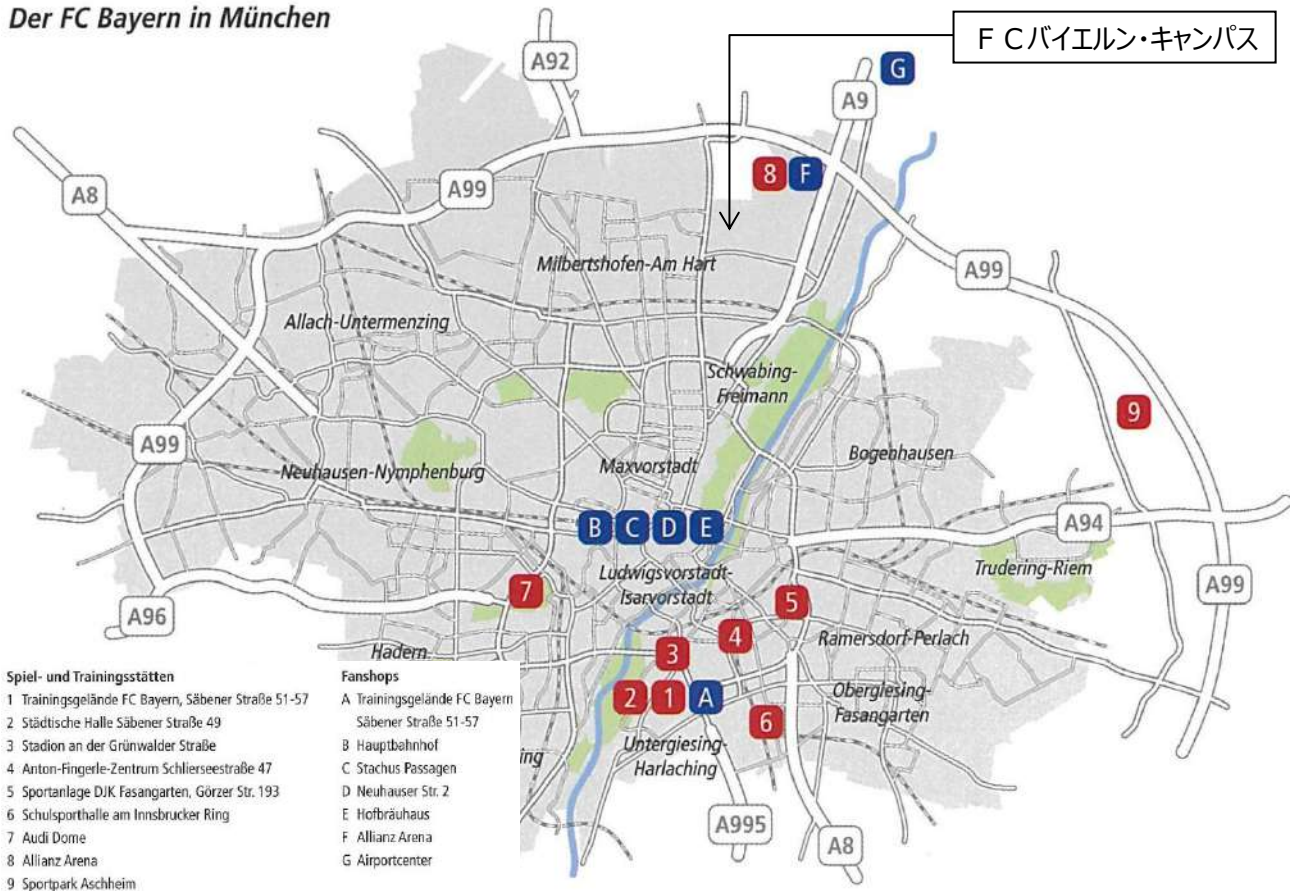 Der FC Bayern in München
ＦＣバイエルン・キャンパス
A92
G
A9
8 F
A99
A8
Milbertshofen-Am Hart
A99
Allach-Untermenzing
Schwabing-
Freimann
9
A99
Neuhausen-Nymphenburg
Maxvorstadt
Bogenhausen
B C D E
A94
Trudering-Riem
Ludwigsvorstadt-
Isarvorstadt
A99
7
5
A96
4
Ramersdorf-Perlach
Hadern
3
2 1 A
Obergiesing-
Fasangarten
6
ing
Untergiesing-
Harlaching
A995
A8
Spiel- und Trainingsstätten
1 Trainingsgelände FC Bayern, Säbener Straße 51-57
2 Städtische Halle Säbener Straße 49
3 Stadion an der Grünwalder Straße
4 Anton-Fingerle-Zentrum Schlierseestraße 47
5 Sportanlage DJK Fasangarten, Görzer Str. 193
6 Schulsporthalle am Innsbrucker Ring
7 Audi Dome
8 Allianz Arena
9 Sportpark Aschheim
Fanshops
A Trainingsgelände FC Bayern
Säbener Straße 51-57
B Hauptbahnhof
C Stachus Passagen
D Neuhauser Str. 2
E Hofbräuhaus
F Allianz Arena
G Airportcenter